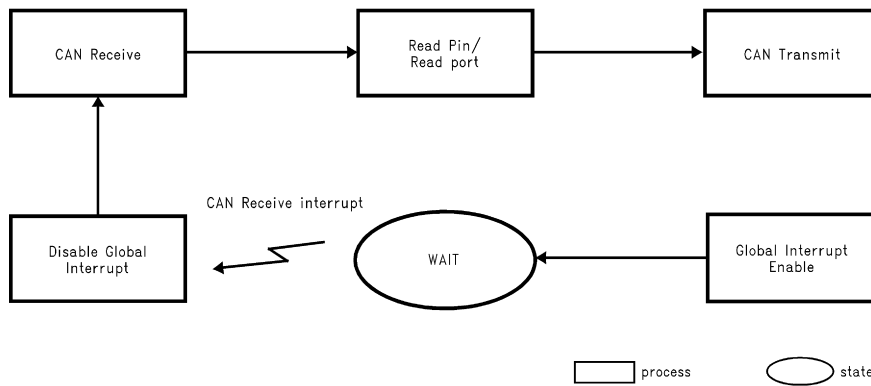 CAN Receive
Read Pin/
Read port
CAN Transmit
CAN Receive interrupt
Disable Global
Interrupt
WAIT
Global Interrupt
Enable
process
state